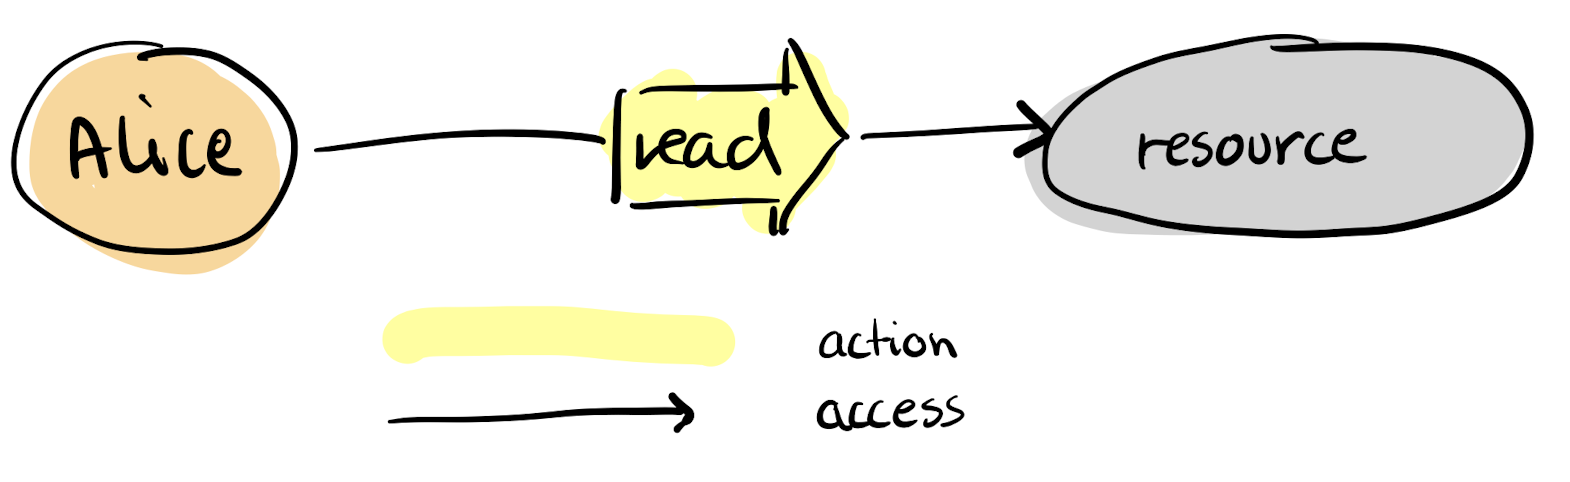 Alice
read
resource
action
access